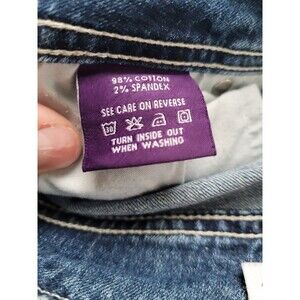 98% COTTON
2% SPANDEX
SEE CARE ON REVERSE
30
TURN INSIDE OUT
WHEN WASHING